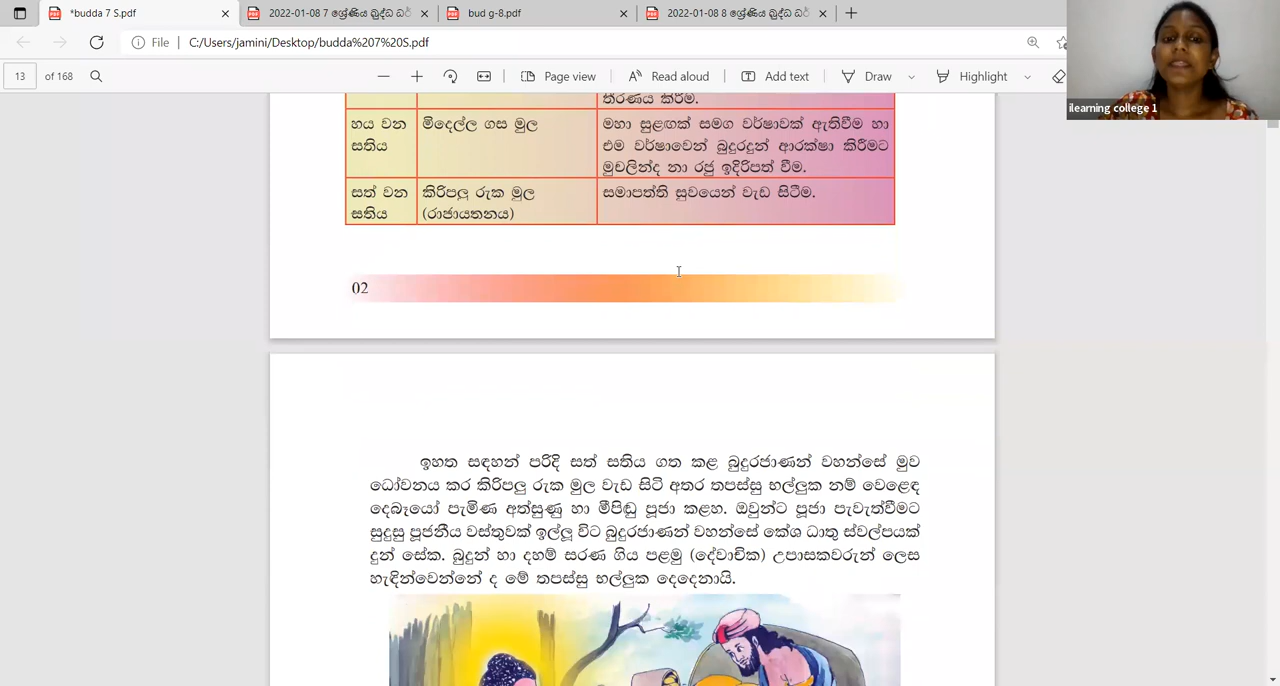 *budda 7 S.pdf
2022-01-08 7 ශ්‍රේණිය බුද්ධ ධර්
bud g-8.pdf
2022-01-08 8 ශ්‍රේණිය බුද්ධ ධර්
File C:/Users/jamini/Desktop/budda%207%20S.pdf
13 of 168 Page view Read aloud Add text Draw Highlight
ilearning college 1
තීරණය කිරීම.
හය වන මීදෙල්ල ගස මුල මහා සුළඟක් සමග වර්ෂාවක් ඇතිවීම හා
සතිය එම වර්ෂාවෙන් බුදුරදුන් ආරක්ෂා කිරීමට
මුචලින්ද නා රජු ඉදිරිපත් වීම.
සත් වන කිරිපලු රුක මුල සමාපත්ති සුවයෙන් වැඩ සිටීම.
සතිය (රාජායතනය)
02
ඉහත සඳහන් පරිදි සත් සතිය ගත කළ බුදුරජාණන් වහන්සේ මුව
ධෝවනය කර කිරිපලු රුක මුල වැඩ සිටි අතර තපස්සු භල්ලුක නම් වෙළෙඳ
දෙබෑයෝ පැමිණ අත්සුණු හා මීපිඬු පූජා කළහ. ඔවුන්ට පූජා පැවැත්වීමට
සුදුසු පූජනීය වස්තුවක් ඉල්ලූ විට බුදුරජාණන් වහන්සේ කේශ ධාතු ස්වල්පයක්
දුන් සේක. බුදුන් හා දහම් සරණ ගිය පළමු (ද්වේවාචික) උපාසකවරුන් ලෙස
හැඳින්වෙන්නේ ද මේ තපස්සු භල්ලුක දෙදෙනායි.